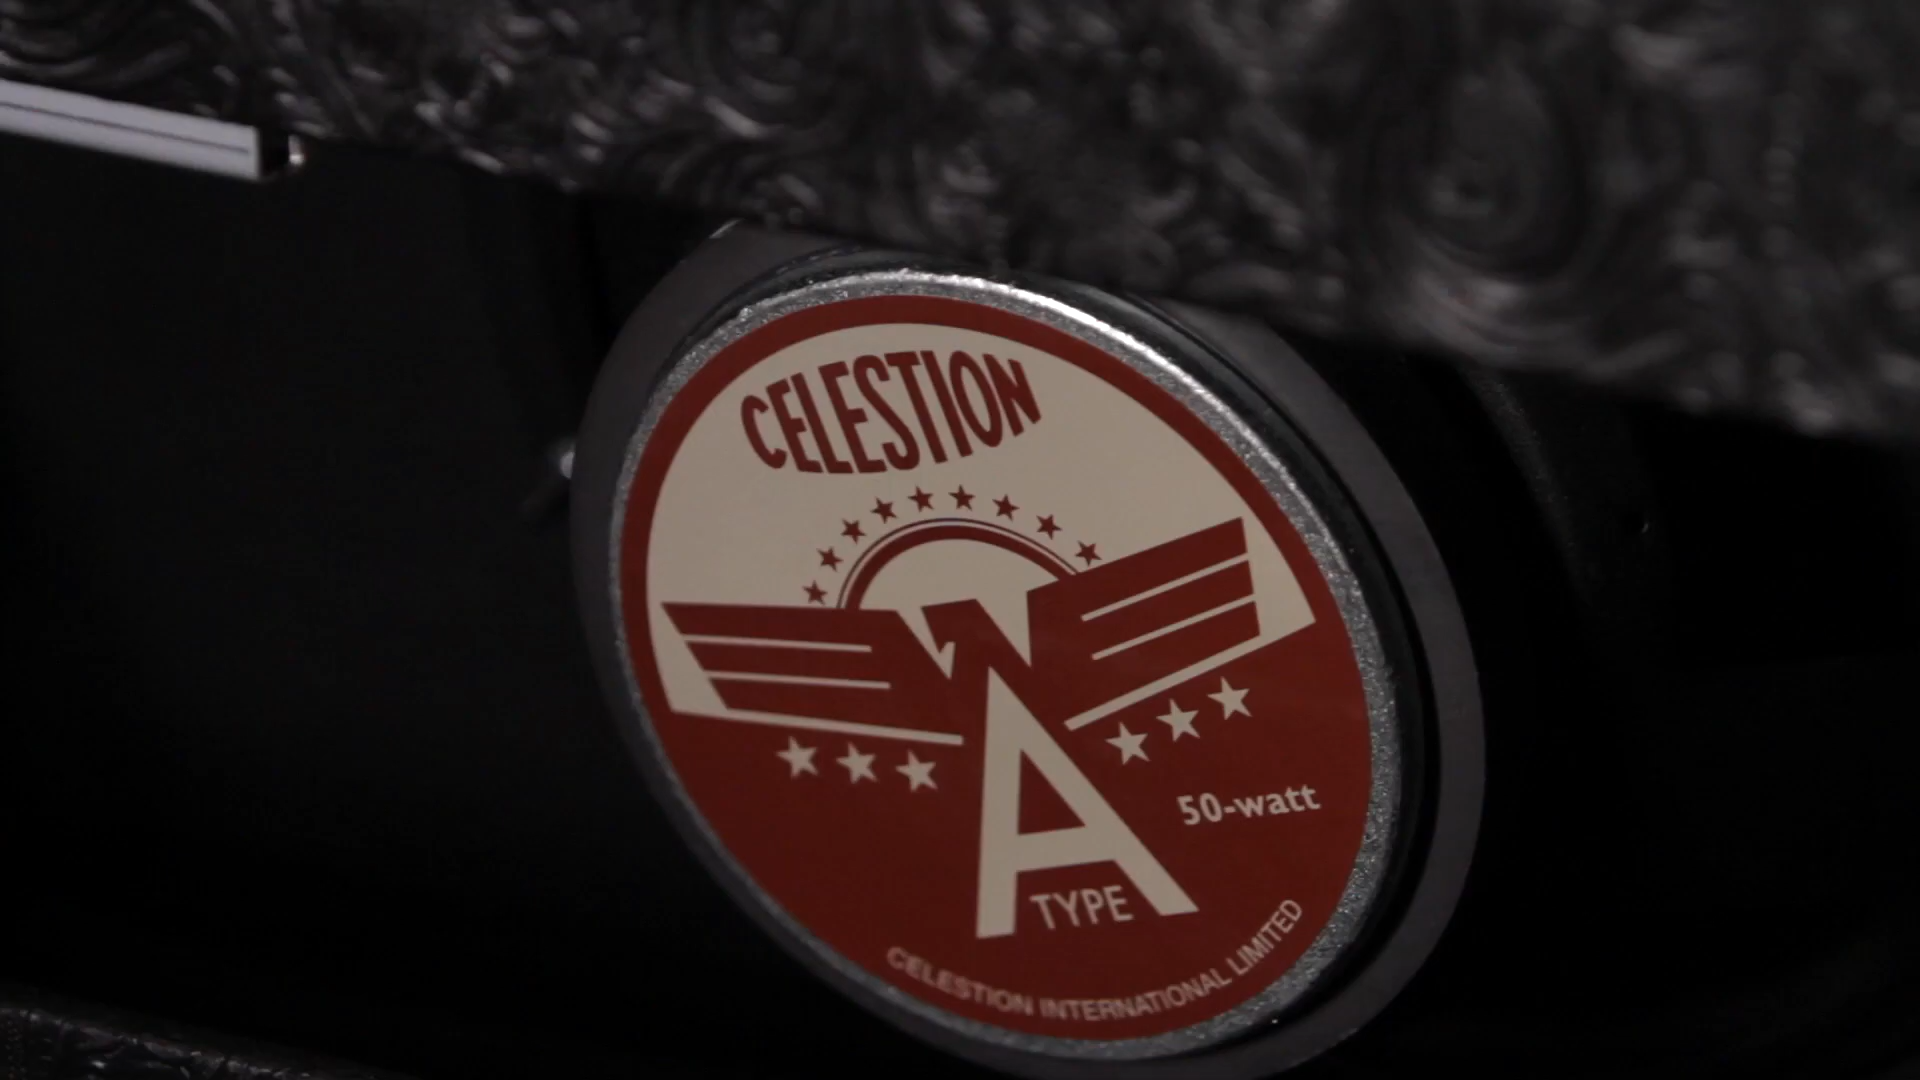 CELESTION
50-watt
A
TYPE
CELESTION INTERNATIONAL LIMITED